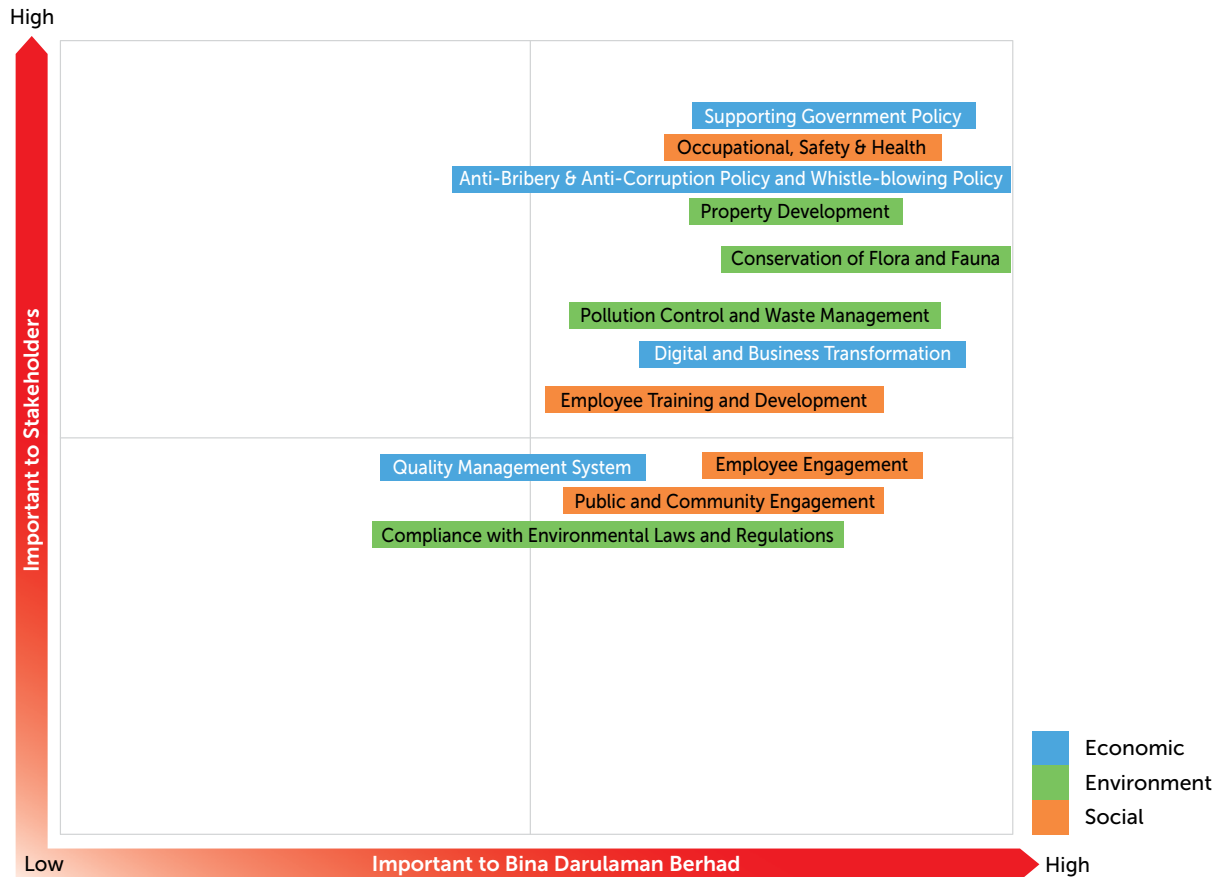 High
Supporting Government Policy
Occupational, Safety & Health
Anti-Bribery & Anti-Corruption Policy and Whistle-blowing Policy
Property Development
Conservation of Flora and Fauna
Pollution Control and Waste Management
Digital and Business Transformation
Employee Training and Development
Important to Stakeholders
Quality Management System
Employee Engagement
Public and Community Engagement
Compliance with Environmental Laws and Regulations
Economic
Environment
Social
Low
Important to Bina Darulaman Berhad
High